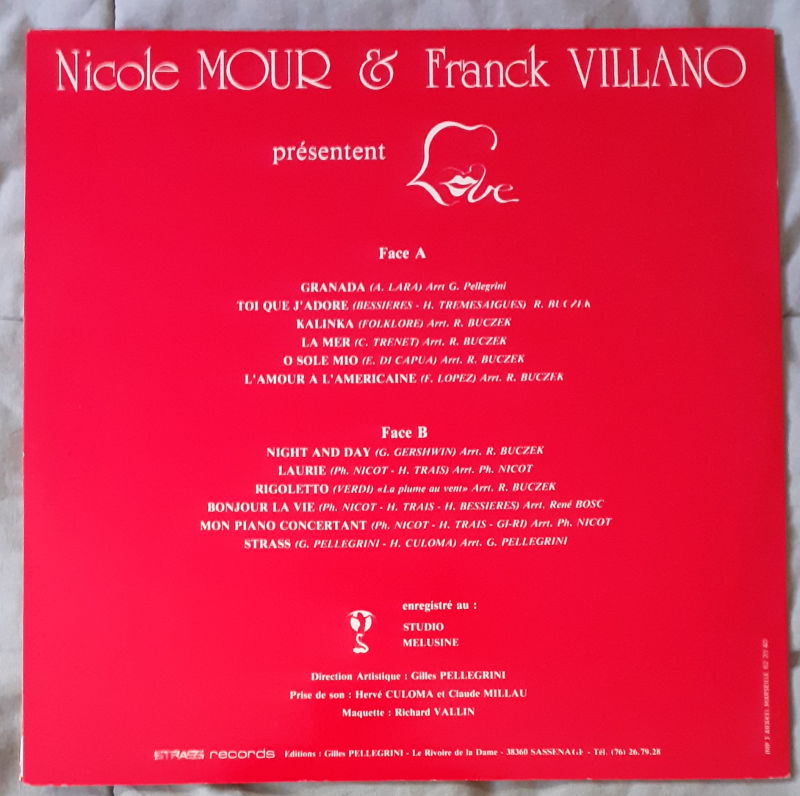 Nicole MOUR & Franck VILLANO
présentent Love
Face A
GRANADA (A. LARA) Arrt G. Pellegrini
TOI QUE J'ADORE (BESSIERES - H. TREMESAIGUES) R. BUCZEK
KALINKA (FOLKLORE) Arrt. R. BUCZEK
LA MER (C. TRENET) Arrt. R. BUCZEK
O SOLE MIO (E. DI CAPUA) Arrt. R. BUCZEK
L'AMOUR A L'AMERICAINE (F. LOPEZ) Arrt. R. BUCZEK
Face B
NIGHT AND DAY (G. GERSHWIN) Arrt. R. BUCZEK
LAURIE (Ph. NICOT - H. TRAIS) Arrt. Ph. NICOT
RIGOLETTO (VERDI) «La plume au vent» Arrt. R. BUCZEK
BONJOUR LA VIE (Ph. NICOT - H. TRAIS - H. BESSIERES) Arrt. René BOSC
MON PIANO CONCERTANT (Ph. NICOT - H. TRAIS - GI-RI) Arrt. Ph. NICOT
STRASS (G. PELLEGRINI - H. CULOMA) Arrt. G. PELLEGRINI
enregistré au :
STUDIO
MELUSINE
Direction Artistique : Gilles PELLEGRINI
Prise de son : Hervé CULOMA et Claude MILLAU
Maquette : Richard VALLIN
STRASS records Editions : Gilles PELLEGRINI - Le Rivoire de la Dame - 38360 SASSENAGE - Tél. (76) 26.79.28
MARSEILLE